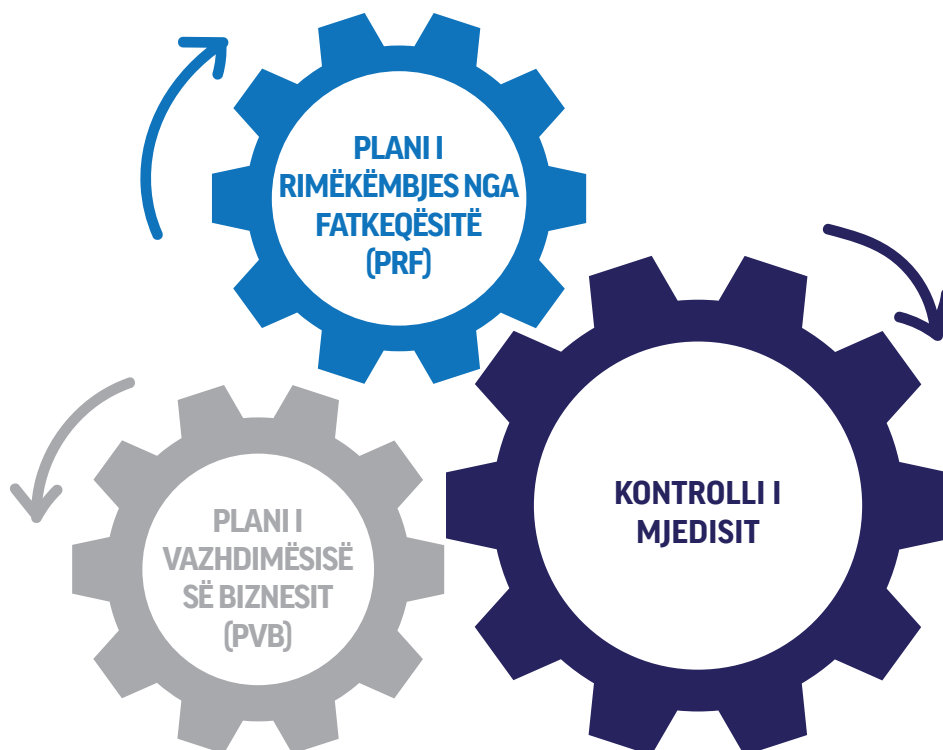 PLANI I
RIMËKËMBJES NGA
FATKEQËSITË
(PRF)
KONTROLLI I
MJEDISIT
PLANI I
VAZHDIMËSISË
SË BIZNESIT
(PVB)